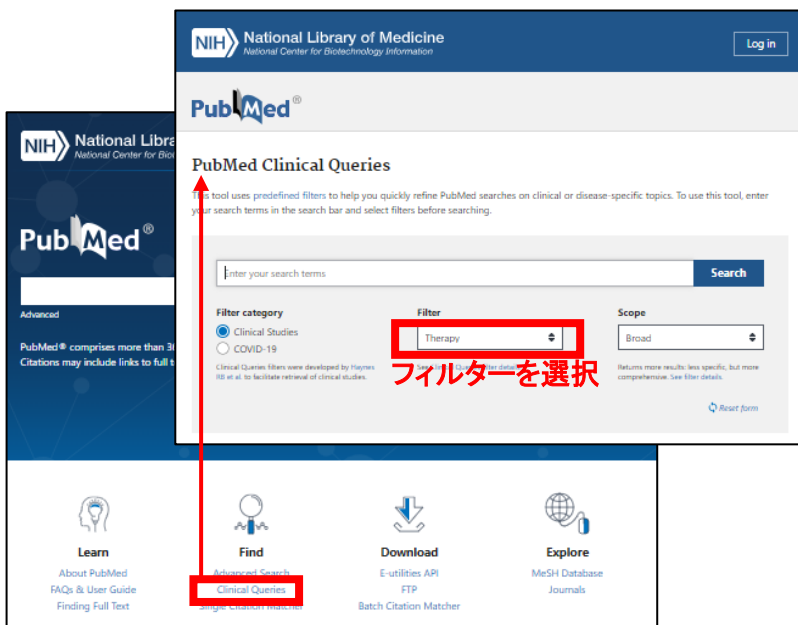 NIH National Library of Medicine
National Center for Biotechnology Information
Log in
PubMed®
PubMed Clinical Queries
This tool uses predefined filters to help you quickly refine PubMed searches on clinical or disease-specific topics. To use this tool, enter
your search terms in the search bar and select filters before searching.
Enter your search terms
Search
Filter category
Clinical Studies
COVID-19
Clinical Queries filters were developed by Haynes
RB et al. to facilitate retrieval of clinical studies.
Filter
Therapy
フィルターを選択
Scope
Broad
Returns more results: less specific, but more
comprehensive. See filter details.
Reset form
NIH National Libra
National Center for Bio
PubMed®
Advanced
PubMed® comprises more than 3
Citations may include links to full t
Learn
About PubMed
FAQs & User Guide
Finding Full Text
Find
Advanced Search
Clinical Queries
Single Citation Matcher
Download
E-utilities API
FTP
Batch Citation Matcher
Explore
MeSH Database
Journals